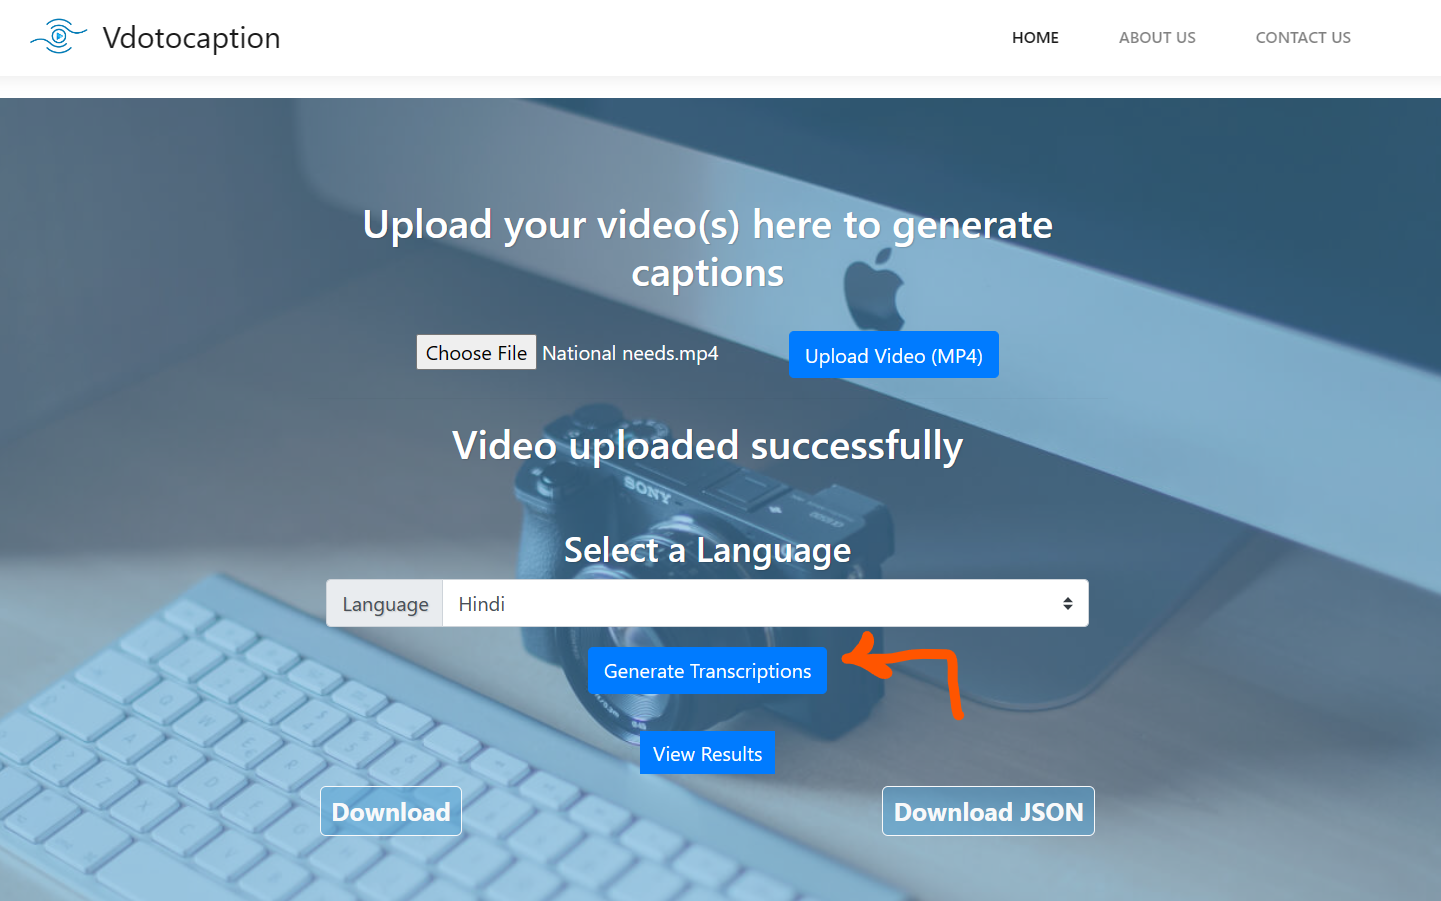 Vdotocaption
HOME ABOUT US CONTACT US
Upload your video(s) here to generate
captions
Choose File National needs.mp4 Upload Video (MP4)
Video uploaded successfully
SONY
Select a Language
Language Hindi
Generate Transcriptions
View Results
Download Download JSON